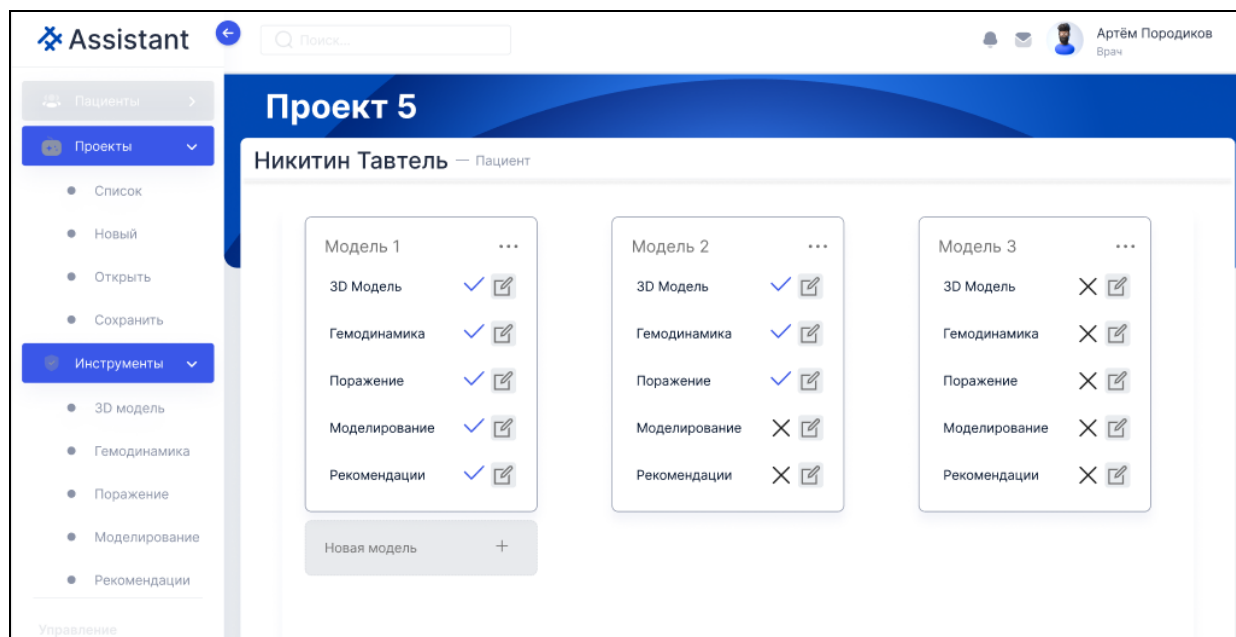 Assistant
Поиск...
Артём Породиков
Врач
Пациенты
Проекты
Список
Новый
Открыть
Сохранить
Инструменты
3D модель
Гемодинамика
Поражение
Моделирование
Рекомендации
Управление
Проект 5
Никитин Тавтель — Пациент
Модель 1 ...
3D Модель
Гемодинамика
Поражение
Моделирование
Рекомендации
Новая модель +
Модель 2 ...
3D Модель
Гемодинамика
Поражение
Моделирование
Рекомендации
Модель 3 ...
3D Модель
Гемодинамика
Поражение
Моделирование
Рекомендации